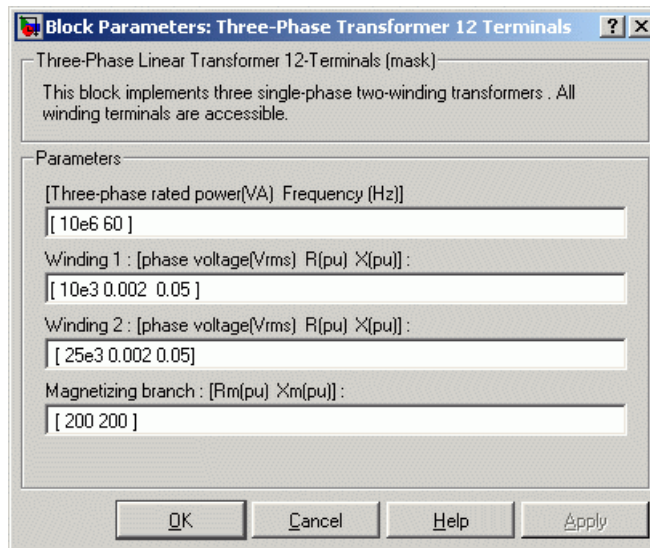 Block Parameters: Three-Phase Transformer 12 Terminals
Three-Phase Linear Transformer 12-Terminals (mask)
This block implements three single-phase two-winding transformers . All
winding terminals are accessible.
Parameters
[Three-phase rated power(VA) Frequency (Hz)]
[ 10e6 60 ]
Winding 1 : [phase voltage(Vrms) R(pu) X(pu)] :
[ 10e3 0.002 0.05 ]
Winding 2 : [phase voltage(Vrms) R(pu) X(pu)] :
[ 25e3 0.002 0.05]
Magnetizing branch : [Rm(pu) Xm(pu)] :
[ 200 200 ]
OK Cancel Help Apply